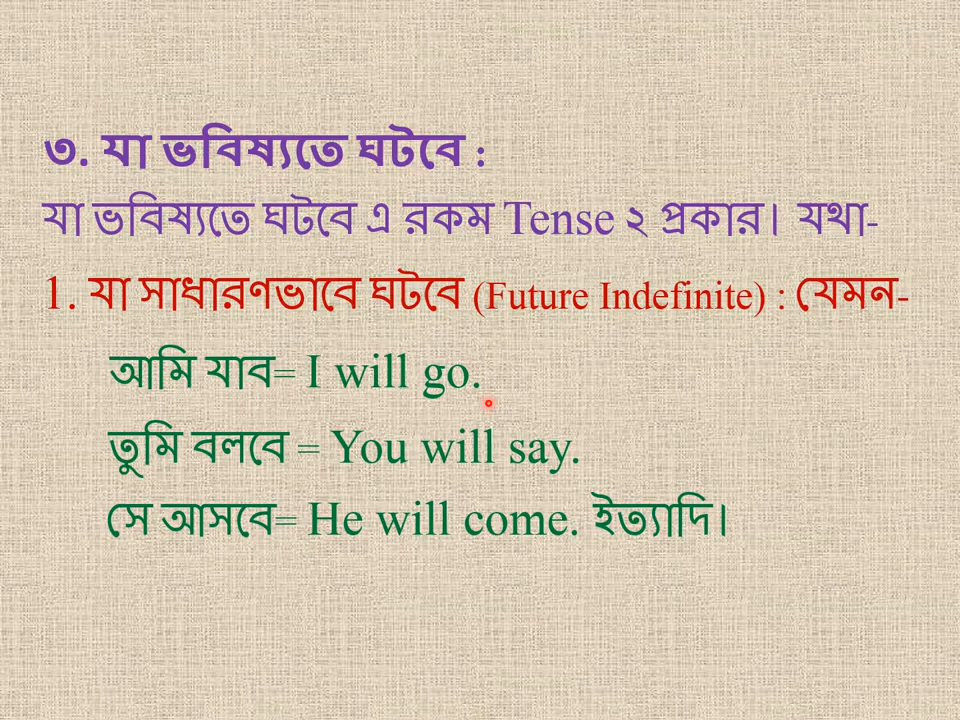 ৩. যা ভবিষ্যতে ঘটবে :
যা ভবিষ্যতে ঘটবে এ রকম Tense ২ প্রকার। যথা-
1. যা সাধারণভাবে ঘটবে (Future Indefinite) : যেমন-
আমি যাব= I will go.
তুমি বলবে = You will say.
সে আসবে= He will come. ইত্যাদি।